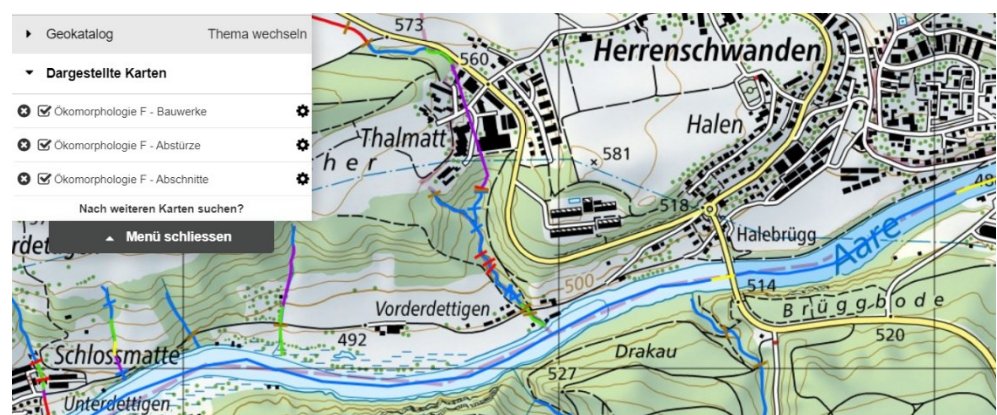 Geokatalog
Thema wechseln
Dargestellte Karten
Ökomorphologie F - Bauwerke
Ökomorphologie F - Abstürze
Ökomorphologie F - Abschnitte
Nach weiteren Karten suchen?
Menü schliessen
573
560
Herrenschwanden
Thalmatt
her
Halen
581
518
Halebrügg
Aare
500
514
Brüggbode
520
Vorderdettigen
492
Drakau
527
Schlossmatte
Unterdettigen